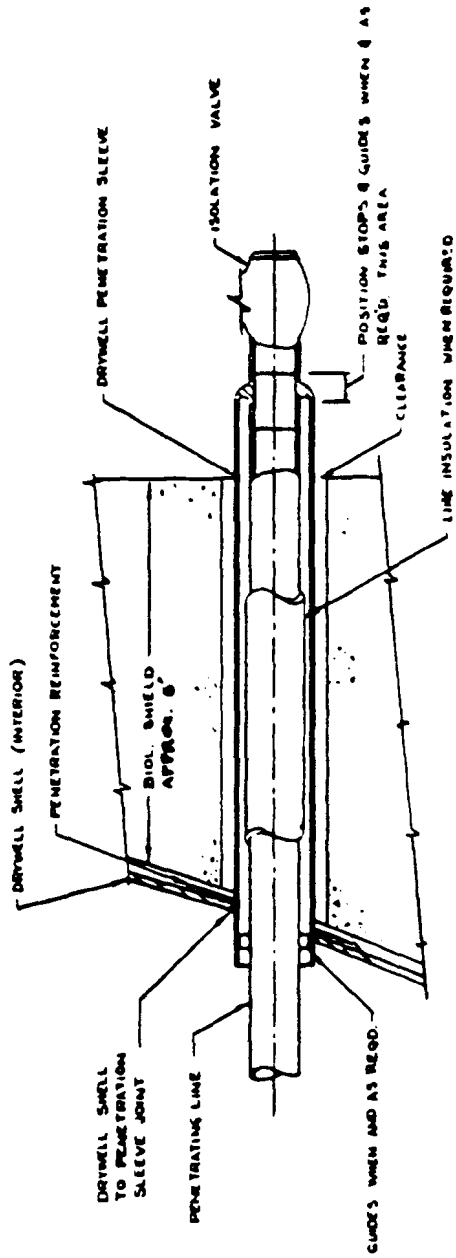 DRYWELL SHELL (INTERIOR)
PENETRATION REINFORCEMENT
DRYWELL PENETRATION SLEEVE
ISOLATION VALVE
BIOL. SHIELD
APPROX. 6'
DRYWELL SHELL
TO PENETRATION
SLEEVE JOINT
PENETRATING LINE
GUIDES WHEN AND AS REQD.
POSITION STOPS & GUIDES WHEN & AS
REQ'D. THIS AREA
CLEARANCE
LINE INSULATION WHEN REQUIRED